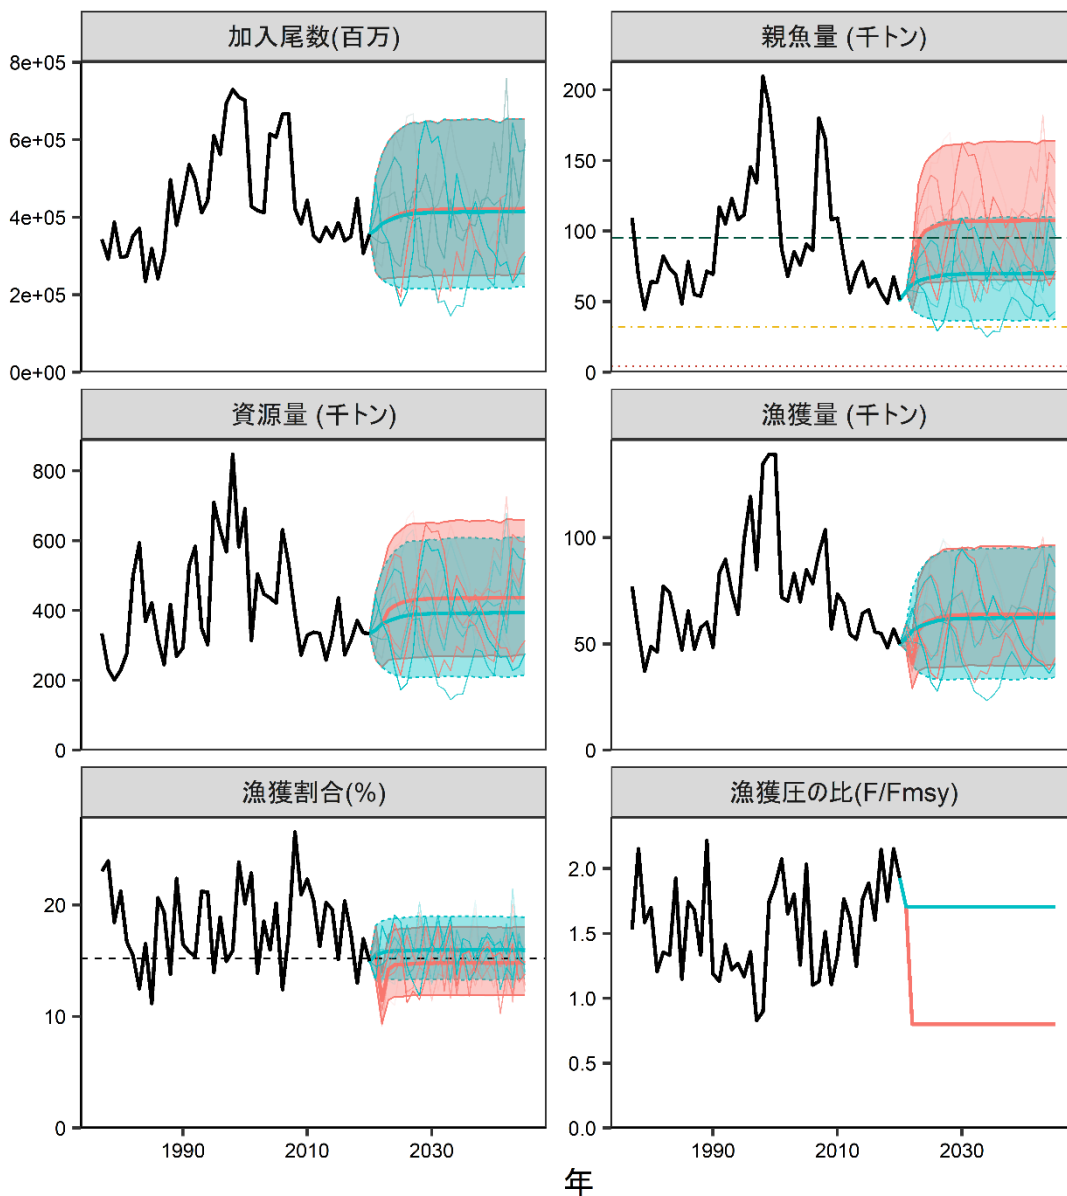 加入尾数(百万)
8e+05
6e+05
4e+05
2e+05
0e+00
親魚量 (千トン)
200
150
100
50
0
資源量 (千トン)
800
600
400
200
0
漁獲量 (千トン)
100
50
0
漁獲割合(%)
20
10
0
1990 2010 2030
漁獲圧の比(F/Fmsy)
2.0
1.5
1.0
0.5
0.0
1990 2010 2030
年